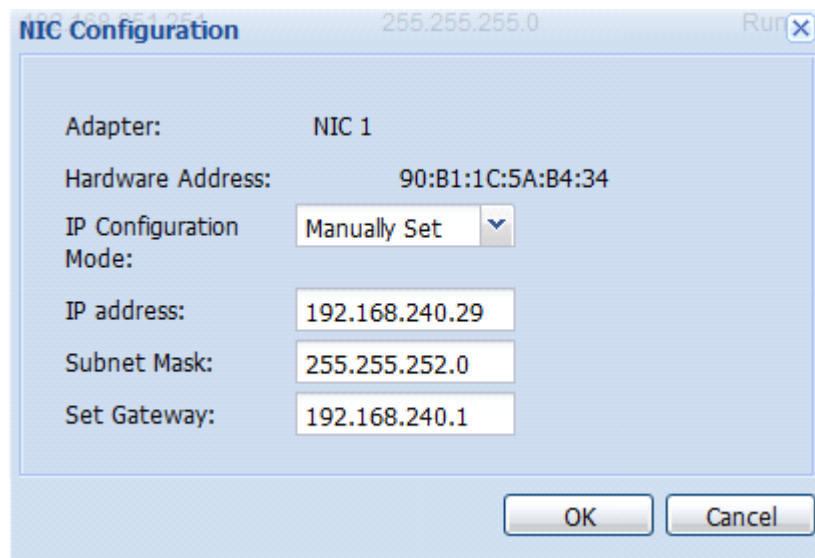 255.255.255.0
NIC Configuration
Adapter: NIC 1
Hardware Address: 90:B1:1C:5A:B4:34
IP Configuration Mode: Manually Set
IP address: 192.168.240.29
Subnet Mask: 255.255.252.0
Set Gateway: 192.168.240.1
OK Cancel